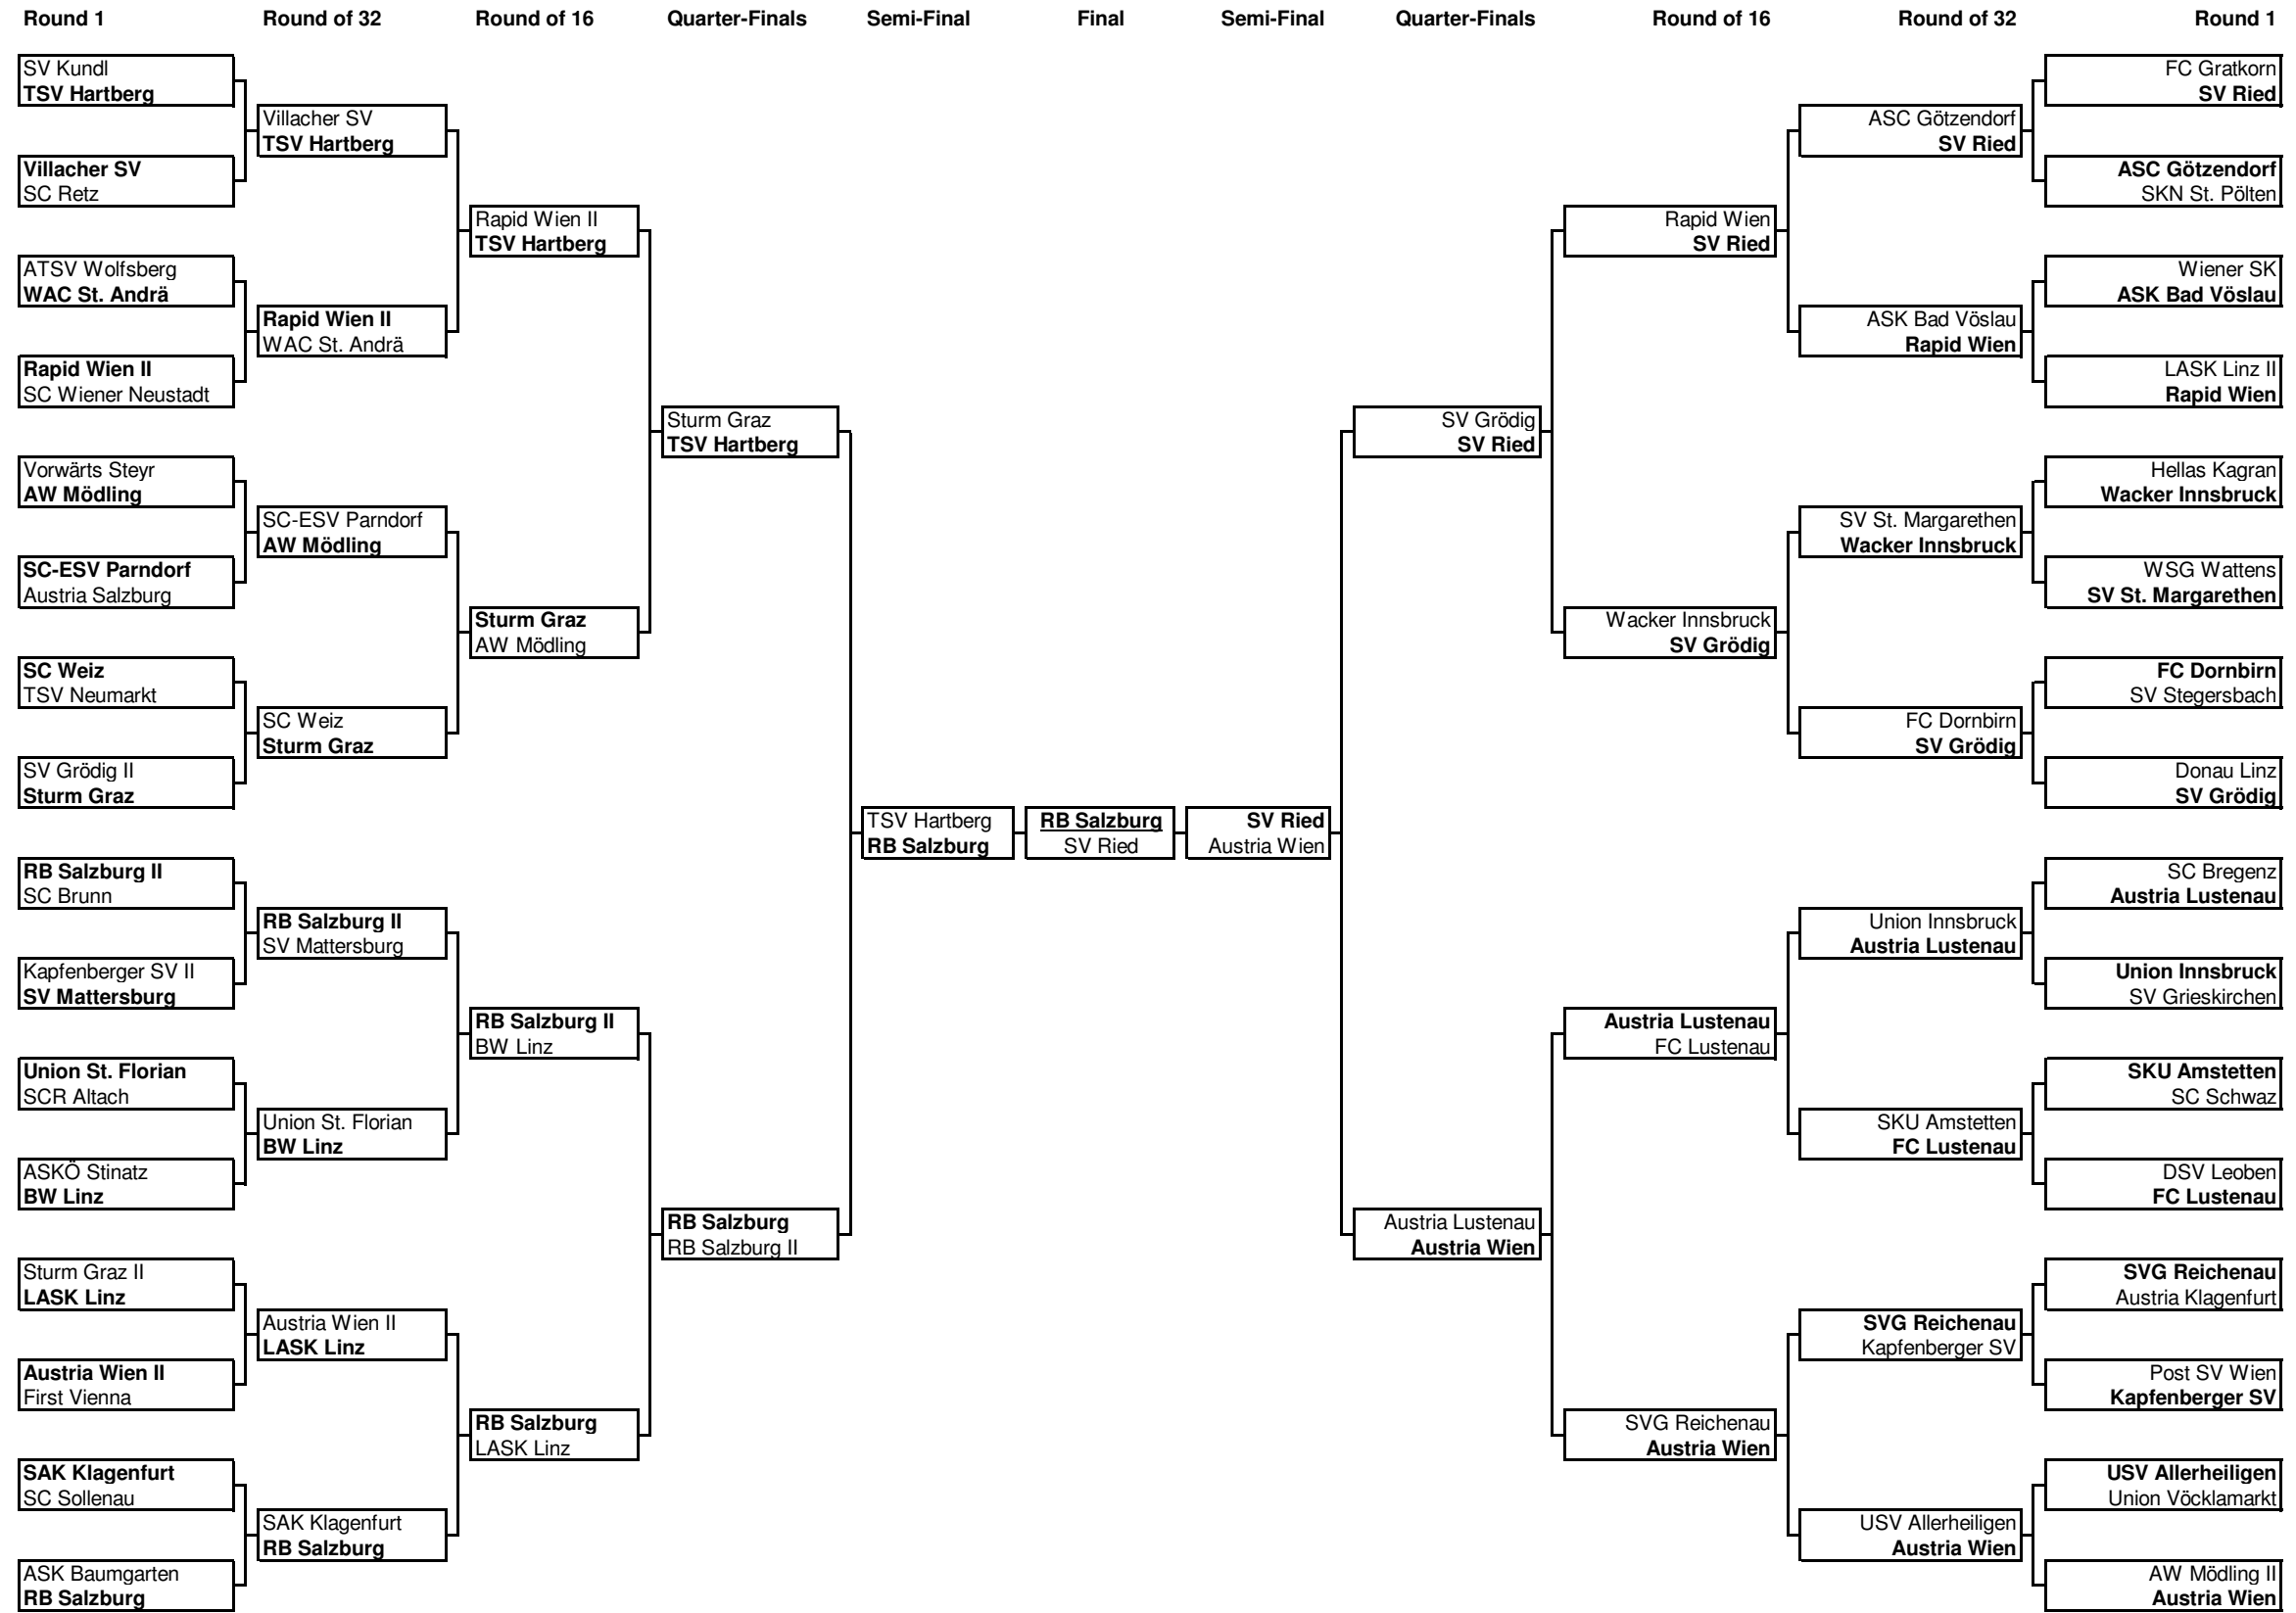 Round 1
Round of 32
Round of 16
Quarter-Finals
Semi-Final
Final
Semi-Final
Quarter-Finals
Round of 16
Round of 32
Round 1
SV Kundl
TSV Hartberg
Villacher SV
SC Retz
ATSV Wolfsberg
WAC St. Andrä
Rapid Wien II
SC Wiener Neustadt
Vorwärts Steyr
AW Mödling
SC-ESV Parndorf
Austria Salzburg
SC Weiz
TSV Neumarkt
SV Grödig II
Sturm Graz
RB Salzburg II
SC Brunn
Kapfenberger SV II
SV Mattersburg
Union St. Florian
SCR Altach
ASKÖ Stinatz
BW Linz
Sturm Graz II
LASK Linz
Austria Wien II
First Vienna
SAK Klagenfurt
SC Sollenau
ASK Baumgarten
RB Salzburg
Villacher SV
TSV Hartberg
Rapid Wien II
WAC St. Andrä
SC-ESV Parndorf
AW Mödling
SC Weiz
Sturm Graz
RB Salzburg II
SV Mattersburg
Union St. Florian
BW Linz
Austria Wien II
LASK Linz
SAK Klagenfurt
RB Salzburg
Rapid Wien II
TSV Hartberg
Sturm Graz
AW Mödling
RB Salzburg II
BW Linz
RB Salzburg
LASK Linz
Sturm Graz
TSV Hartberg
RB Salzburg
RB Salzburg II
TSV Hartberg
RB Salzburg
RB Salzburg
SV Ried
SV Ried
Austria Wien
SV Grödig
SV Ried
Austria Lustenau
Austria Wien
Rapid Wien
SV Ried
Wacker Innsbruck
SV Grödig
Austria Lustenau
FC Lustenau
SVG Reichenau
Austria Wien
ASC Götzendorf
SV Ried
ASK Bad Vöslau
Rapid Wien
SV St. Margarethen
Wacker Innsbruck
FC Dornbirn
SV Grödig
Union Innsbruck
Austria Lustenau
SKU Amstetten
FC Lustenau
SVG Reichenau
Kapfenberger SV
USV Allerheiligen
Austria Wien
FC Gratkorn
SV Ried
ASC Götzendorf
SKN St. Pölten
Wiener SK
ASK Bad Vöslau
LASK Linz II
Rapid Wien
Hellas Kagran
Wacker Innsbruck
WSG Wattens
SV St. Margarethen
FC Dornbirn
SV Stegersbach
Donau Linz
SV Grödig
SC Bregenz
Austria Lustenau
Union Innsbruck
SV Grieskirchen
SKU Amstetten
SC Schwaz
DSV Leoben
FC Lustenau
SVG Reichenau
Austria Klagenfurt
Post SV Wien
Kapfenberger SV
USV Allerheiligen
Union Vöcklamarkt
AW Mödling II
Austria Wien